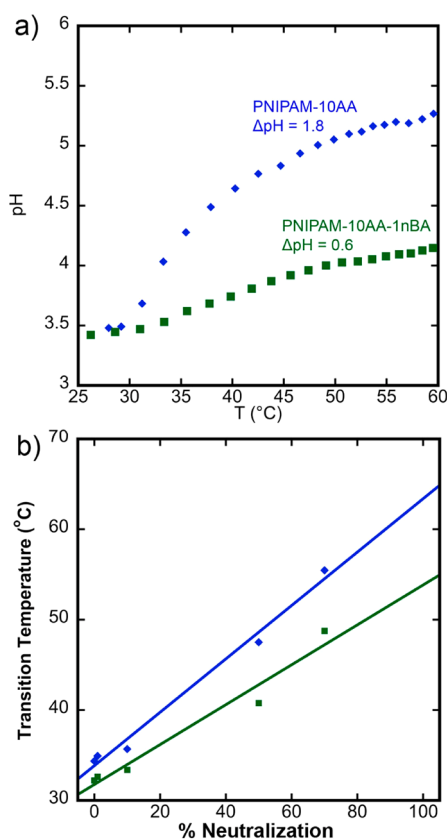 a)
6
5.5
5
4.5
4
3.5
3
pH
PNIPAM-10AA
ΔpH = 1.8
PNIPAM-10AA-1nBA
ΔpH = 0.6
25 30 35 40 45 50 55 60
T (°C)
b)
70
60
50
40
30
Transition Temperature (°C)
0 20 40 60 80 100
% Neutralization